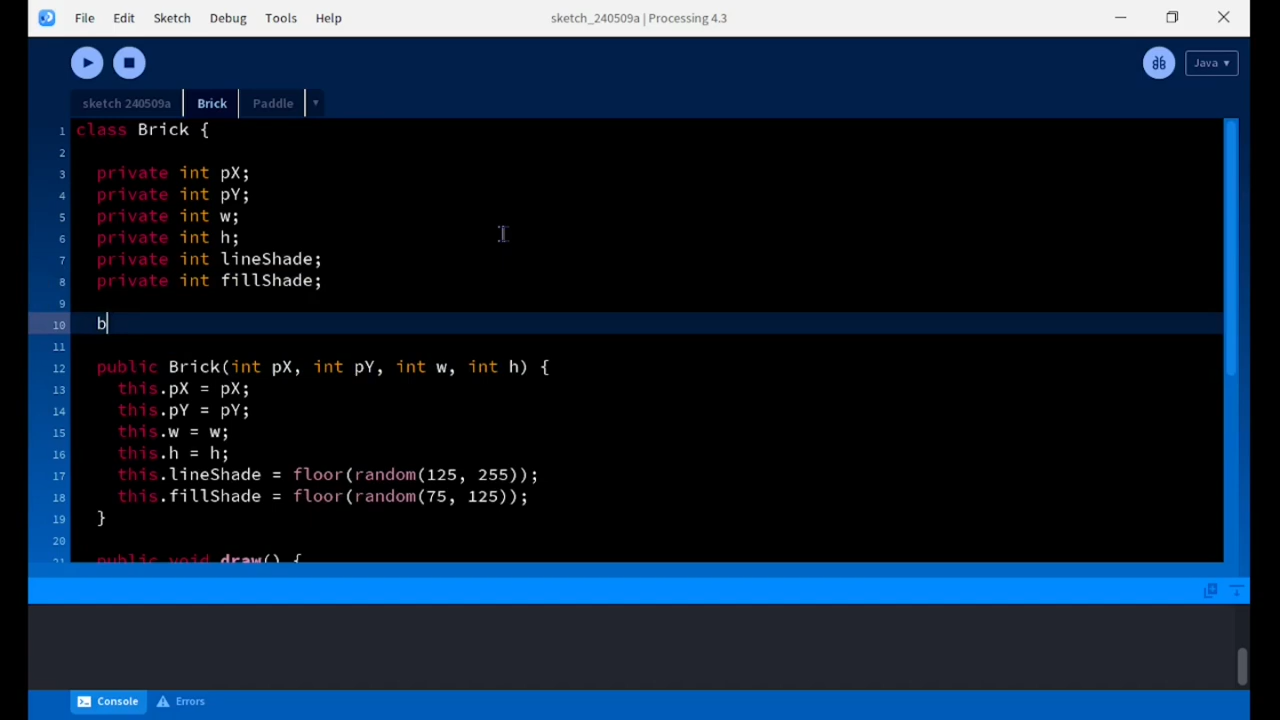 File Edit Sketch Debug Tools Help sketch_240509a | Processing 4.3
Java ▾
sketch 240509a Brick Paddle ▾
1 class Brick {
2
3 private int pX;
4 private int pY;
5 private int w;
6 private int h;
7 private int lineShade;
8 private int fillShade;
9
10 b
11
12 public Brick(int pX, int pY, int w, int h) {
13 this.pX = pX;
14 this.pY = pY;
15 this.w = w;
16 this.h = h;
17 this.lineShade = floor(random(125, 255));
18 this.fillShade = floor(random(75, 125));
19 }
20
21 public void draw() {
Console Errors